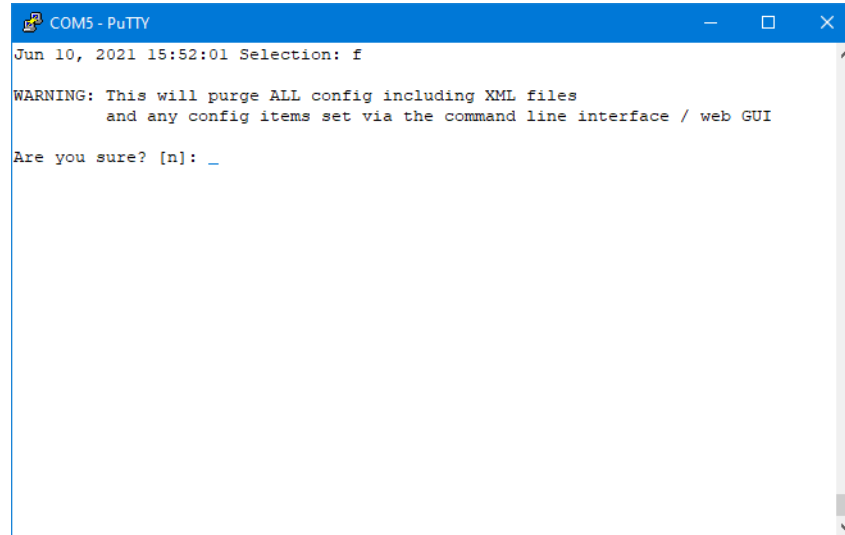 COM5 - PuTTY
Jun 10, 2021 15:52:01 Selection: f
WARNING: This will purge ALL config including XML files
and any config items set via the command line interface / web GUI
Are you sure? [n]: _